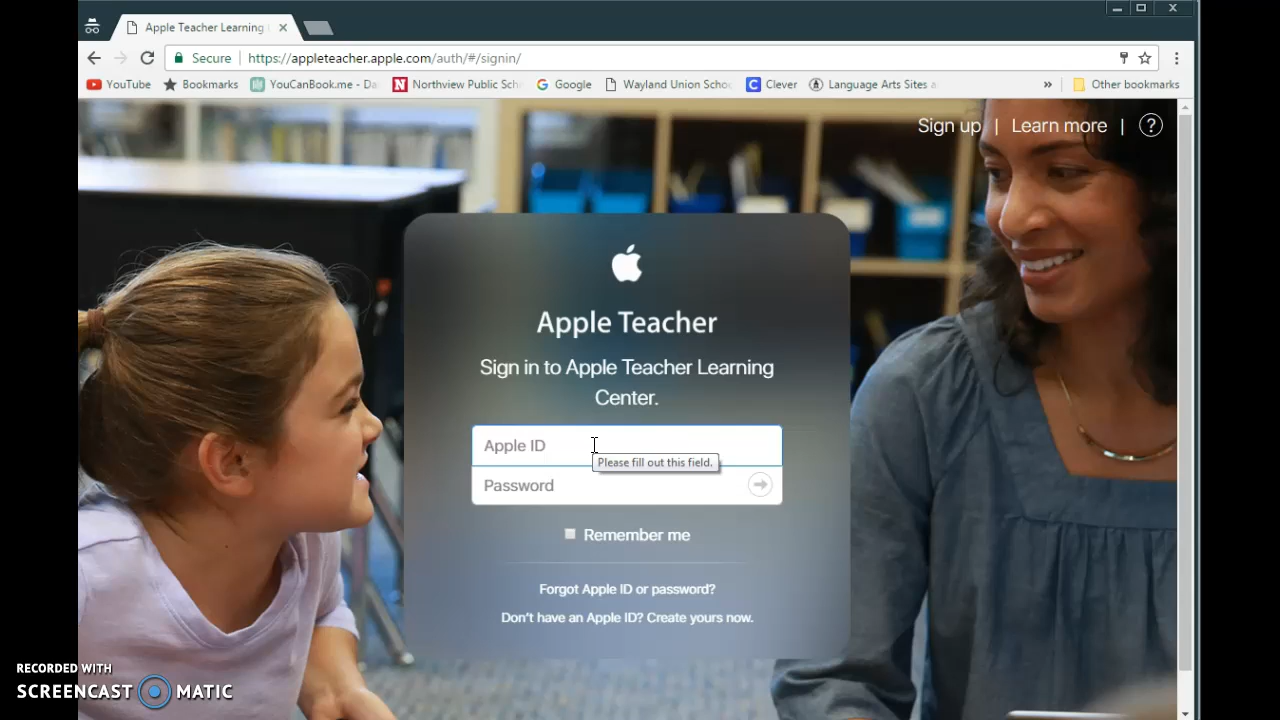 Apple Teacher Learning
Secure https://appleteacher.apple.com/auth/#/signin/
YouTube Bookmarks YouCanBook.me - Da Northview Public Sch Google Wayland Union Schoo Clever Language Arts Sites a » Other bookmarks
Sign up | Learn more | ?
Apple Teacher
Sign in to Apple Teacher Learning
Center.
Apple ID
Please fill out this field.
Password
Remember me
Forgot Apple ID or password?
Don't have an Apple ID? Create yours now.
RECORDED WITH
SCREENCAST MATIC